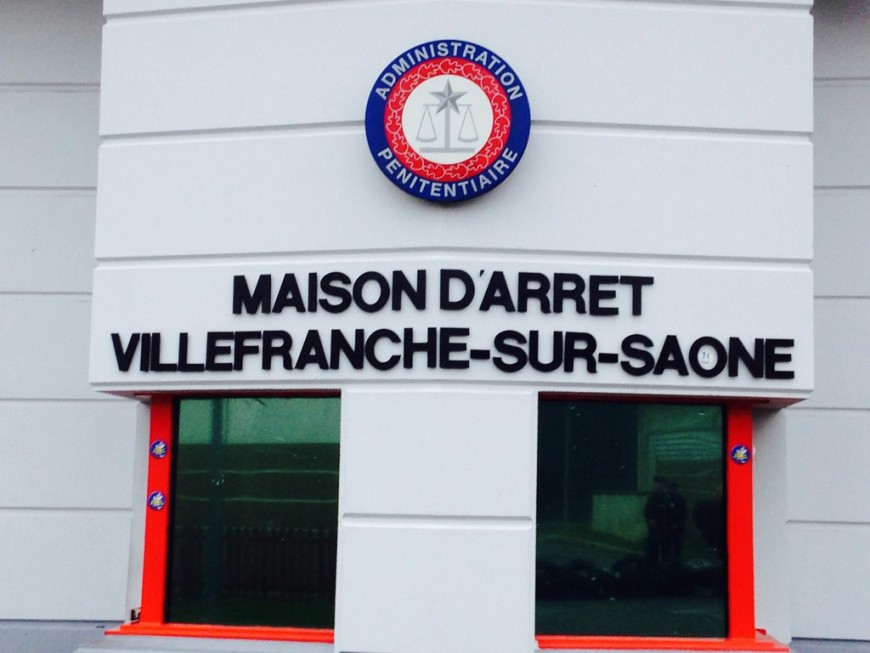 ADMINISTRATION
PENITENTIAIRE
MAISON D'ARRET
VILLEFRANCHE-SUR-SAONE